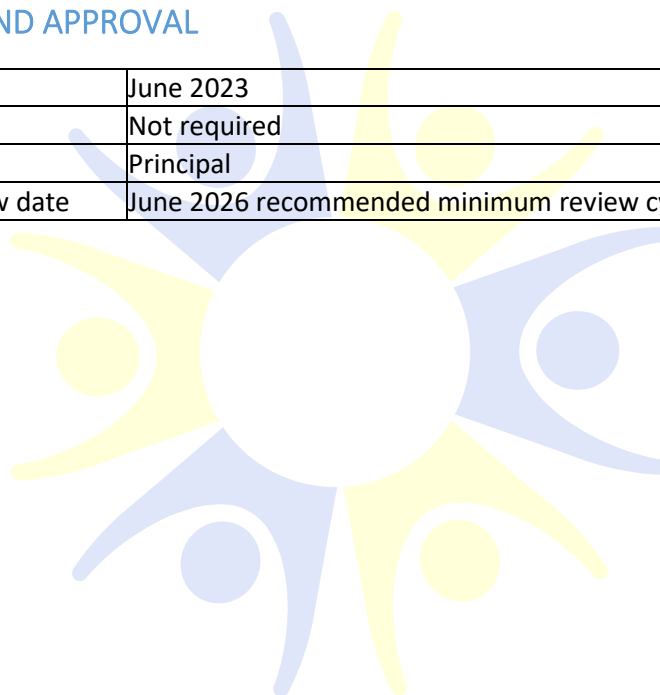 ND APPROVAL
June 2023
Not required
Principal
w date June 2026 recommended minimum review c